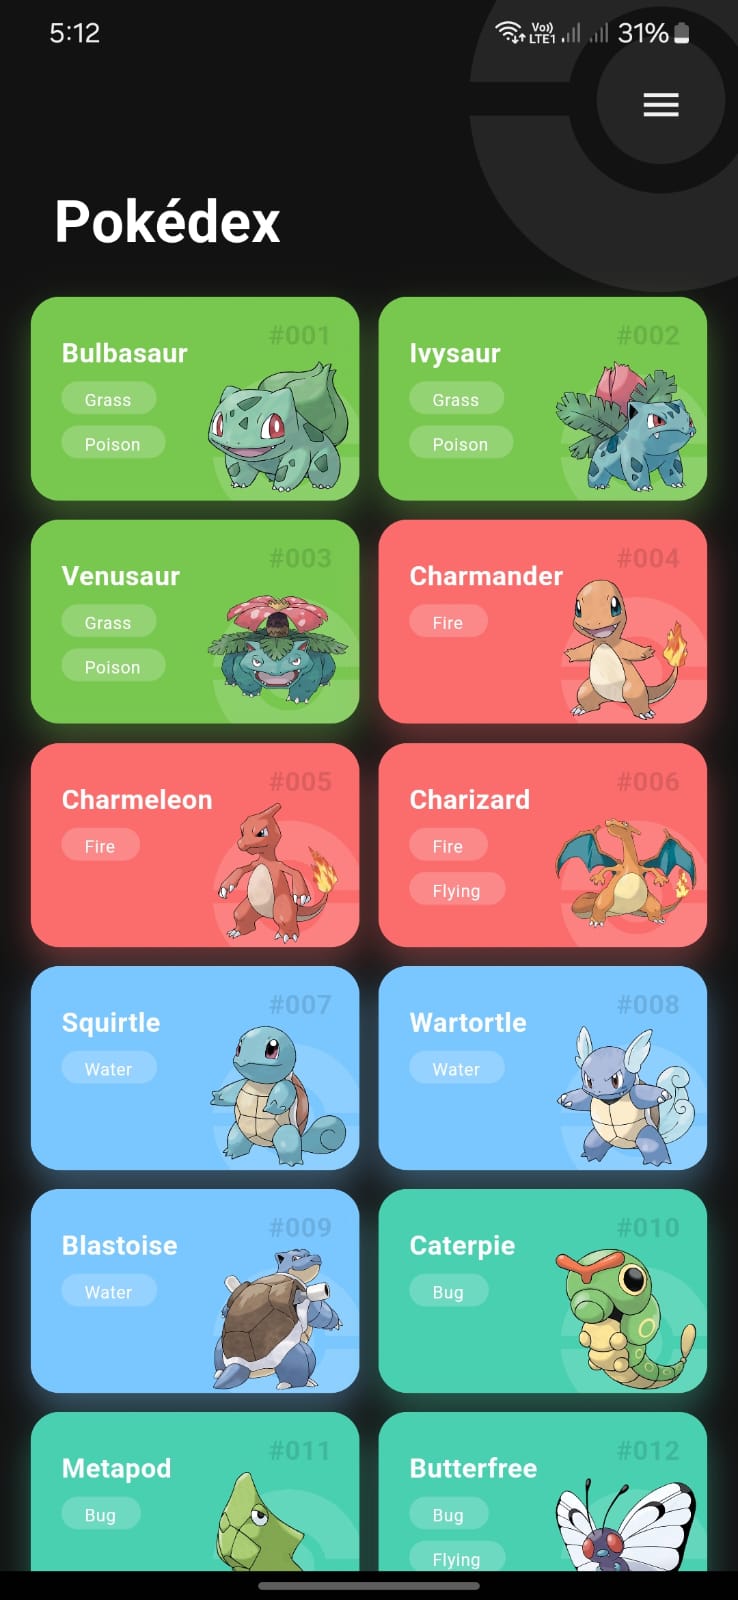 5:12
Vo)) LTE1 31%
Pokédex
#001 #002
Bulbasaur Ivysaur
Grass Grass
Poison Poison
#003 #004
Venusaur Charmander
Grass Fire
Poison
#005 #006
Charmeleon Charizard
Fire Fire
Flying
#007 #008
Squirtle Wartortle
Water Water
#009 #010
Blastoise Caterpie
Water Bug
#011 #012
Metapod Butterfree
Bug Bug
Flying